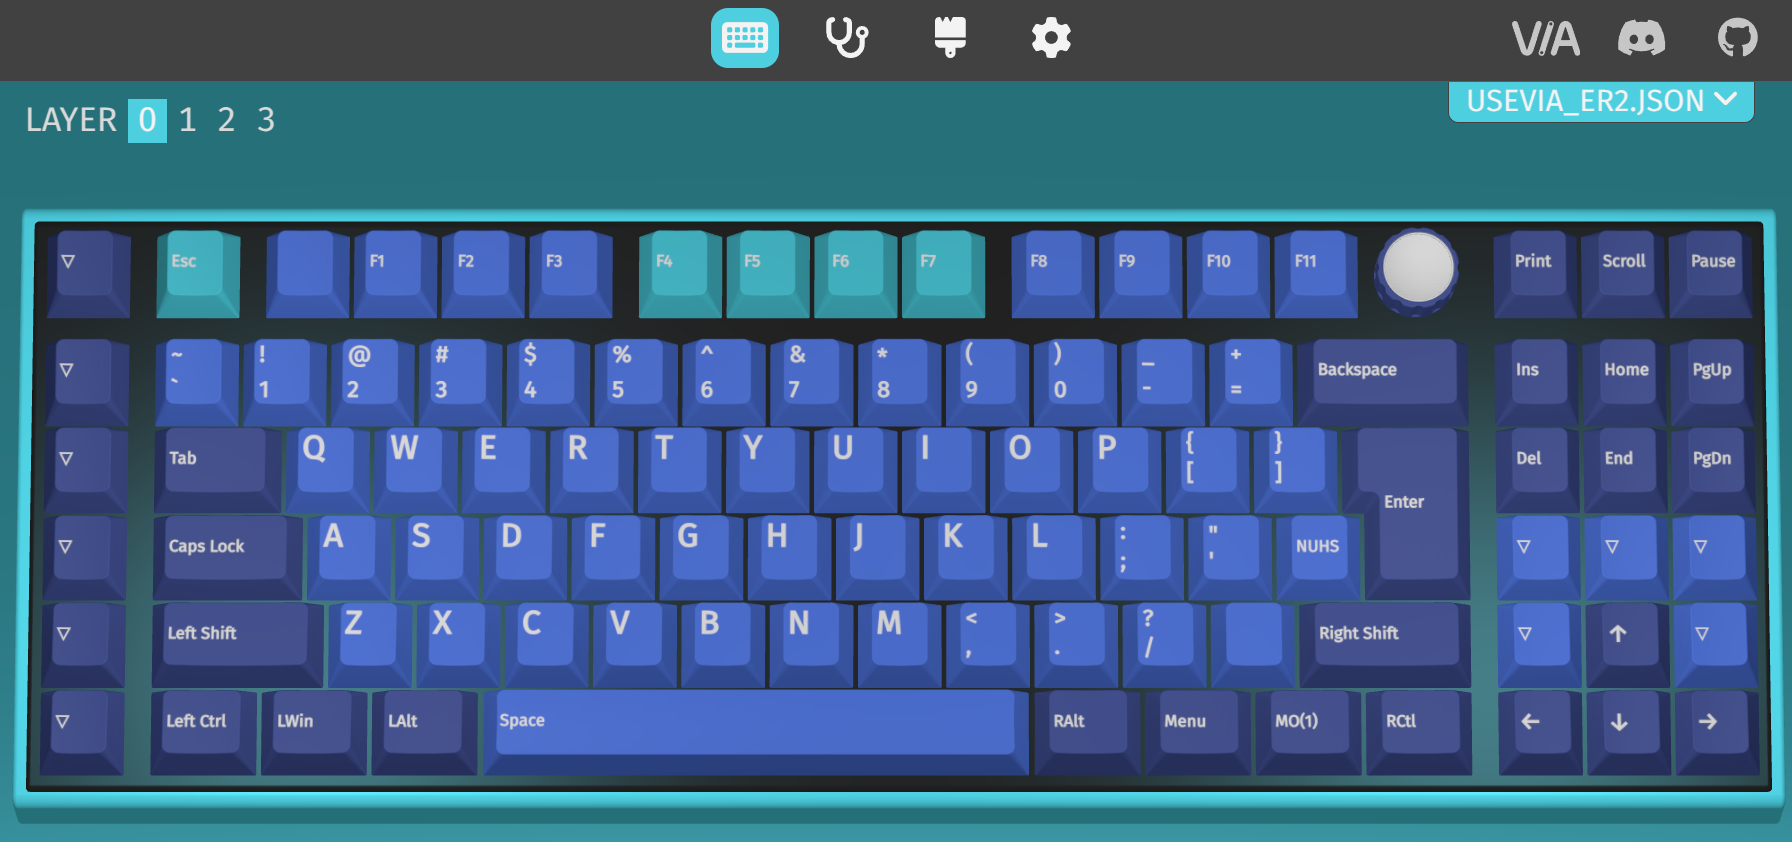 VIA
LAYER 0 1 2 3
USEVIA_ER2.JSON
▽ Esc F1 F2 F3 F4 F5 F6 F7 F8 F9 F10 F11 Print Scroll Pause
▽ ~ ` ! 1 @ 2 # 3 $ 4 % 5 ^ 6 & 7 * 8 ( 9 ) 0 _ - + = Backspace Ins Home PgUp
▽ Tab Q W E R T Y U I O P { [ } ] Enter Del End PgDn
▽ Caps Lock A S D F G H J K L : ; " ' NUHS ▽ ▽ ▽
▽ Left Shift Z X C V B N M < , > . ? / Right Shift ▽ ↑ ▽
▽ Left Ctrl LWin LAlt Space RAlt Menu MO(1) RCtl ← ↓ →